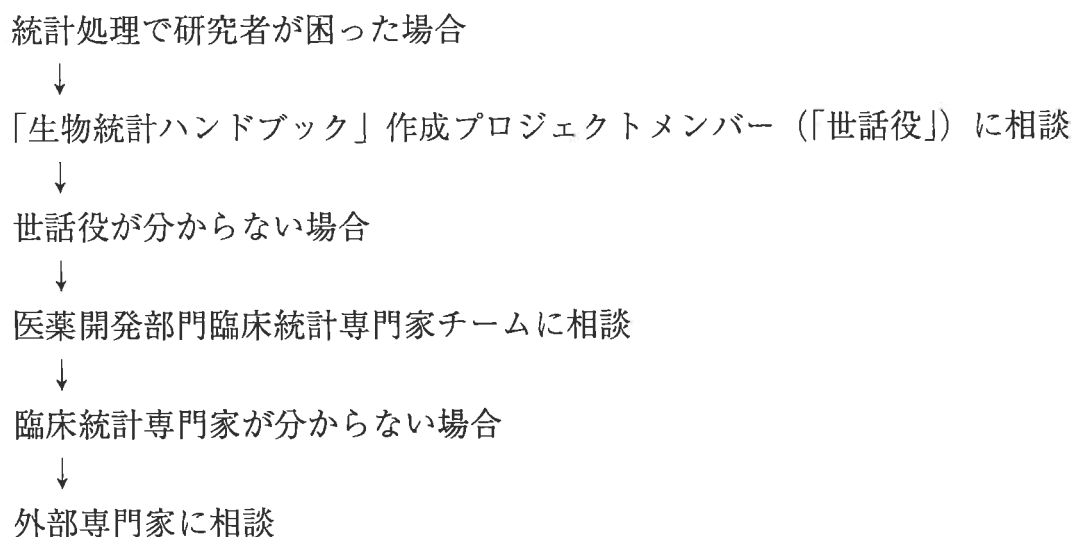 統計処理で研究者が困った場合
↓
「生物統計ハンドブック」作成プロジェクトメンバー（「世話役」）に相談
↓
世話役が分からない場合
↓
医薬開発部門臨床統計専門家チームに相談
↓
臨床統計専門家が分からない場合
↓
外部専門家に相談